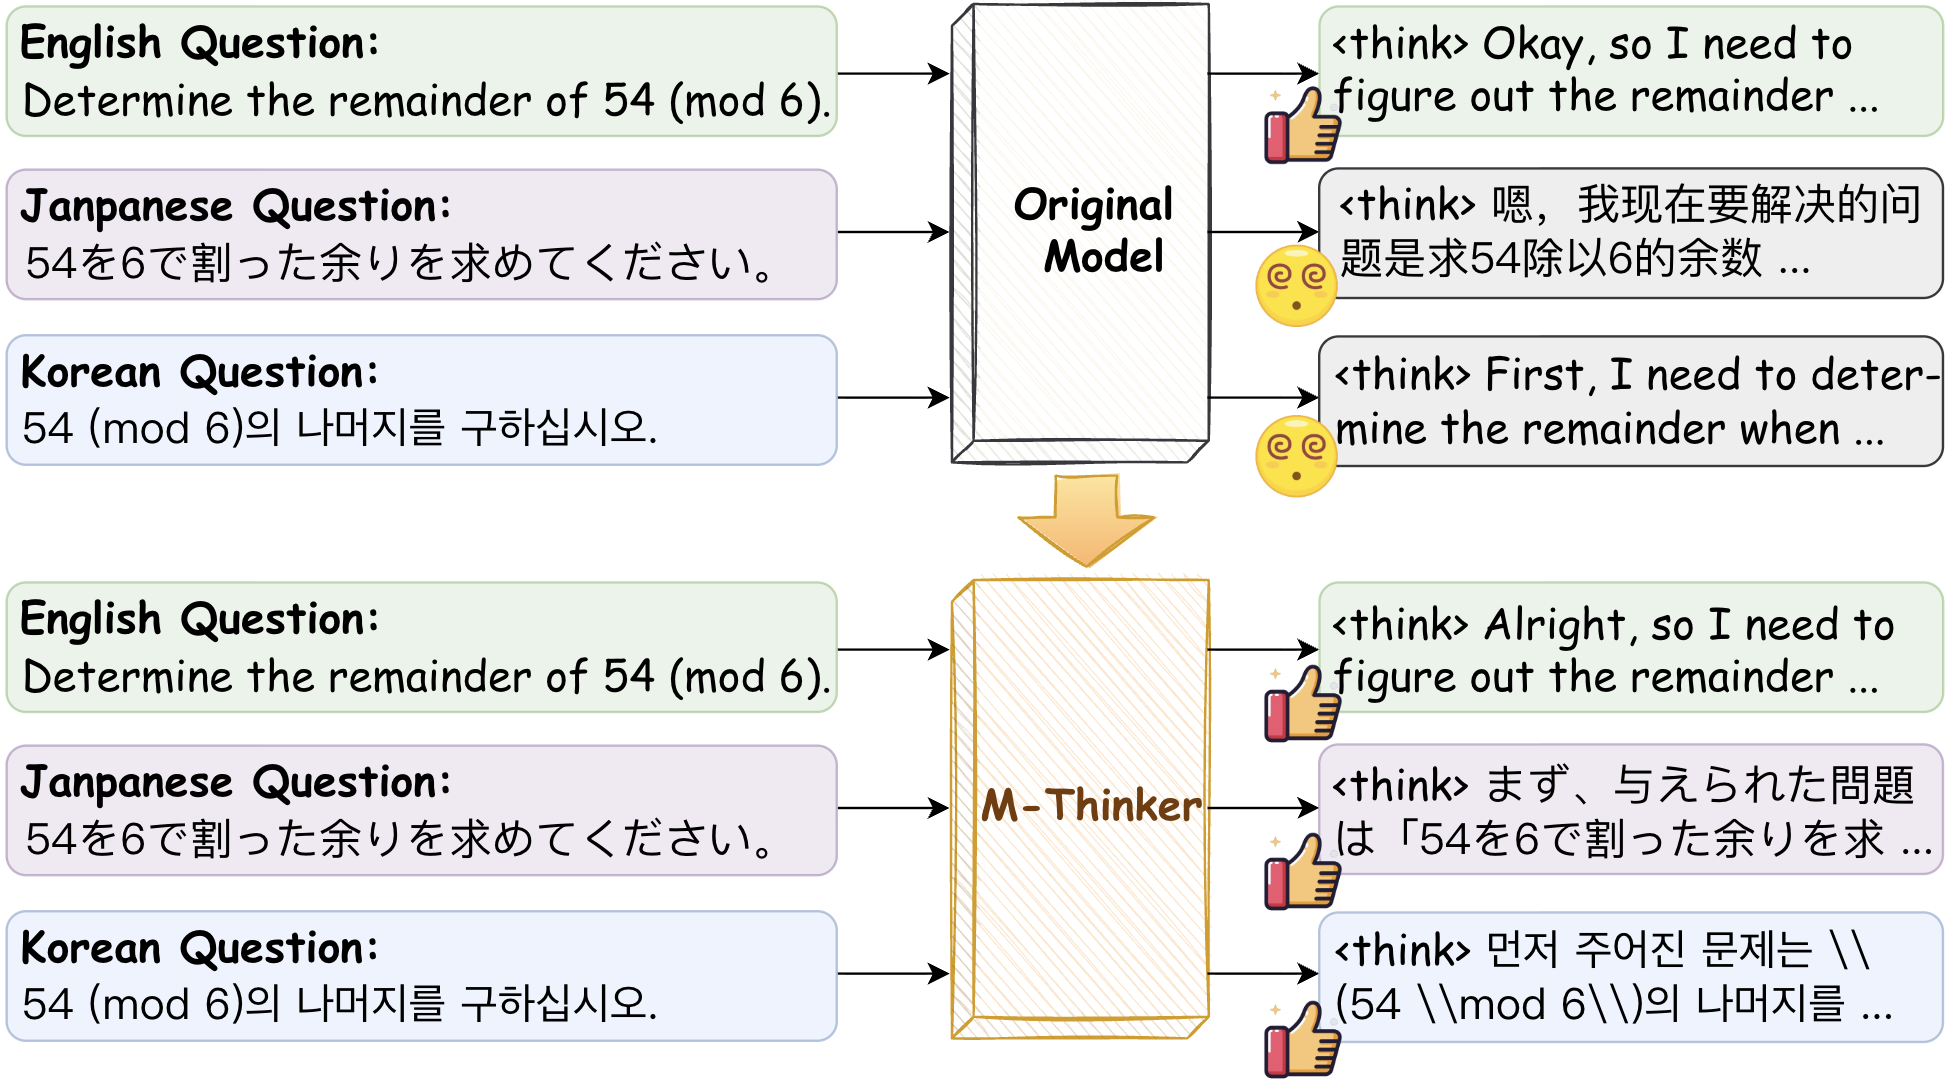 English Question:
Determine the remainder of 54 (mod 6).
Janpanese Question:
54を6で割った余りを求めてください。
Korean Question:
54 (mod 6)의 나머지를 구하십시오.
Original
Model
<think> Okay, so I need to
figure out the remainder ...
<think> 嗯，我现在要解决的问
题是求54除以6的余数 ...
<think> First, I need to deter-
mine the remainder when ...
English Question:
Determine the remainder of 54 (mod 6).
Janpanese Question:
54を6で割った余りを求めてください。
Korean Question:
54 (mod 6)의 나머지를 구하십시오.
M-Thinker
<think> Alright, so I need to
figure out the remainder ...
<think> まず、与えられた問題
は「54を6で割った余りを求 ...
<think> 먼저 주어진 문제는 \\
(54 \\mod 6\\)의 나머지를 ...